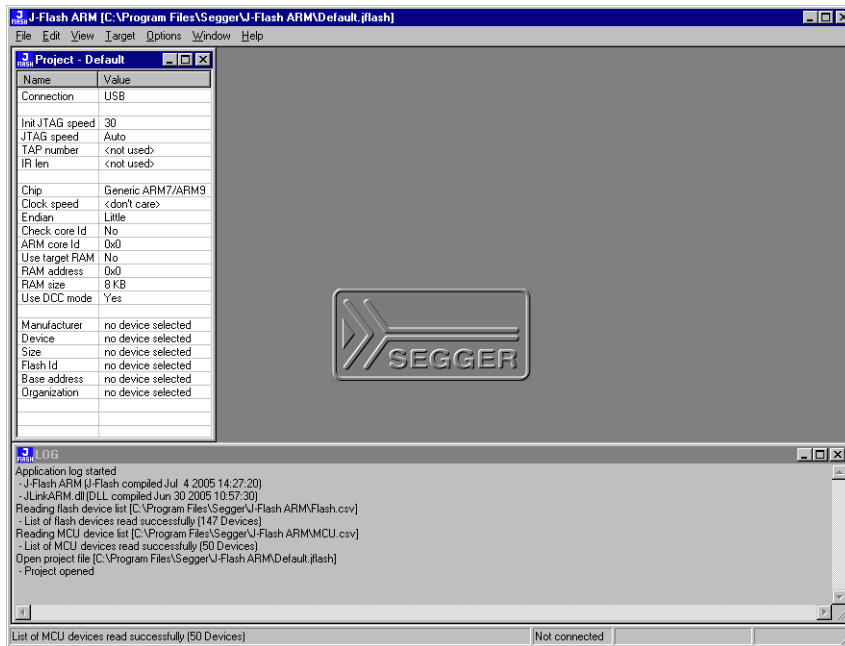 J-Flash ARM [C:\Program Files\Segger\J-Flash ARM\Default.jflash]
File Edit View Target Options Window Help
Project - Default
Name Value
Connection USB
Init JTAG speed 30
JTAG speed Auto
TAP number <not used>
IR len <not used>
Chip Generic ARM7/ARM9
Clock speed <don't care>
Endian Little
Check core Id No
ARM core Id 0x0
Use target RAM No
RAM address 0x0
RAM size 8 KB
Use DCC mode Yes
Manufacturer no device selected
Device no device selected
Size no device selected
Flash Id no device selected
Base address no device selected
Organization no device selected
SEGGER
LOG
Application log started
- J-Flash ARM (J-Flash compiled Jul 4 2005 14:27:20)
- JLinkARM.dll (DLL compiled Jun 30 2005 10:57:30)
Reading flash device list [C:\Program Files\Segger\J-Flash ARM\Flash.csv]
- List of flash devices read successfully (147 Devices)
Reading MCU device list [C:\Program Files\Segger\J-Flash ARM\MCU.csv]
- List of MCU devices read successfully (50 Devices)
Open project file [C:\Program Files\Segger\J-Flash ARM\Default.jflash]
- Project opened
List of MCU devices read successfully (50 Devices) Not connected